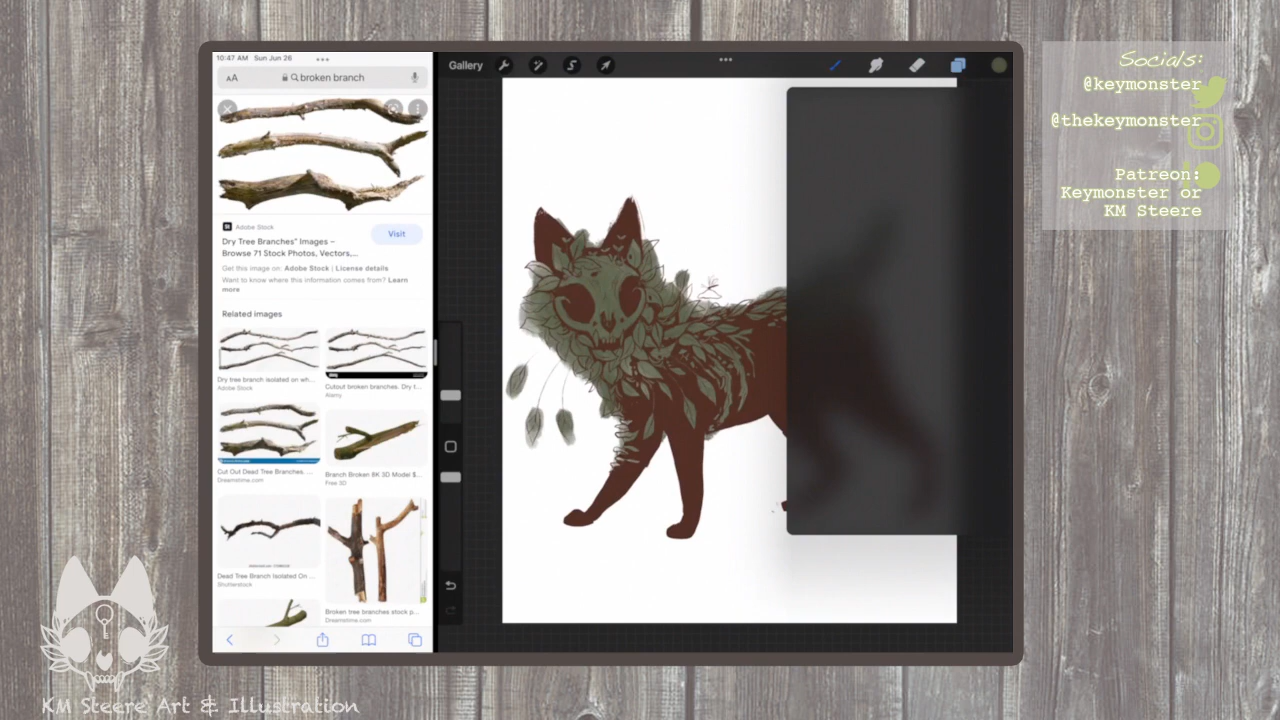 10:47 AM Sun Jun 26
AA
broken branch
Adobe Stock
Dry Tree Branches" Images –
Browse 71 Stock Photos, Vectors,...
Visit
Get this image on: Adobe Stock | License details
Want to know where this information comes from? Learn
more
Related images
Dry tree branch isolated on wh...
Adobe Stock
Cutout broken branches. Dry t...
Alamy
Cut Out Dead Tree Branches. ...
Dreamstime.com
Branch Broken 8K 3D Model $...
Free 3D
Dead Tree Branch Isolated On ...
Shutterstock
Broken tree branches stock p...
Dreamstime.com
Gallery
Socials:
@keymonster
@thekeymonster
Patreon:
Keymonster or
KM Steere
KM Steere Art & Illustration